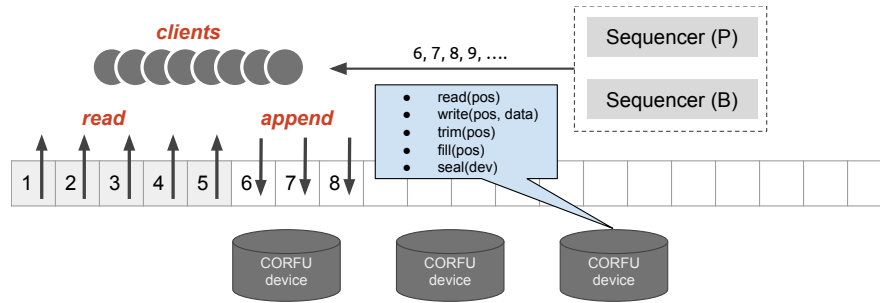 clients
6, 7, 8, 9, ....
Sequencer (P)
Sequencer (B)
read
append
● read(pos)
● write(pos, data)
● trim(pos)
● fill(pos)
● seal(dev)
1 2 3 4 5 6 7 8
CORFU
device
CORFU
device
CORFU
device